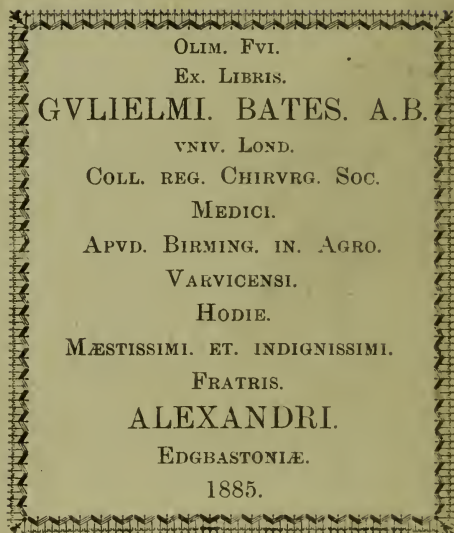 OLIM. FVI.
EX. LIBRIS.
GVLIELMI. BATES. A.B.
VNIV. LOND.
COLL. REG. CHIRVRG. SOC.
MEDICI.
APVD. BIRMING. IN. AGRO.
VARVICENSI.
HODIE.
MÆSTISSIMI. ET. INDIGNISSIMI.
FRATRIS.
ALEXANDRI.
EDGBASTONIÆ.
1885.